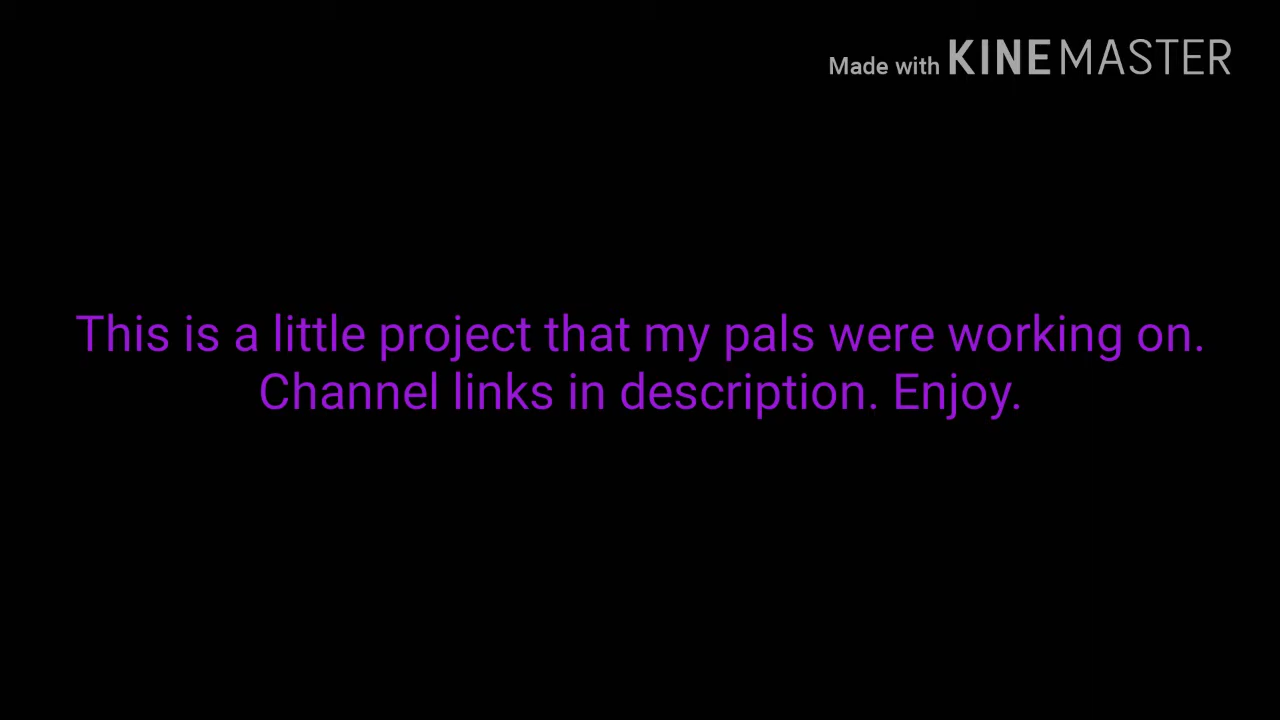 Made with KINEMASTER
This is a little project that my pals were working on.
Channel links in description. Enjoy.